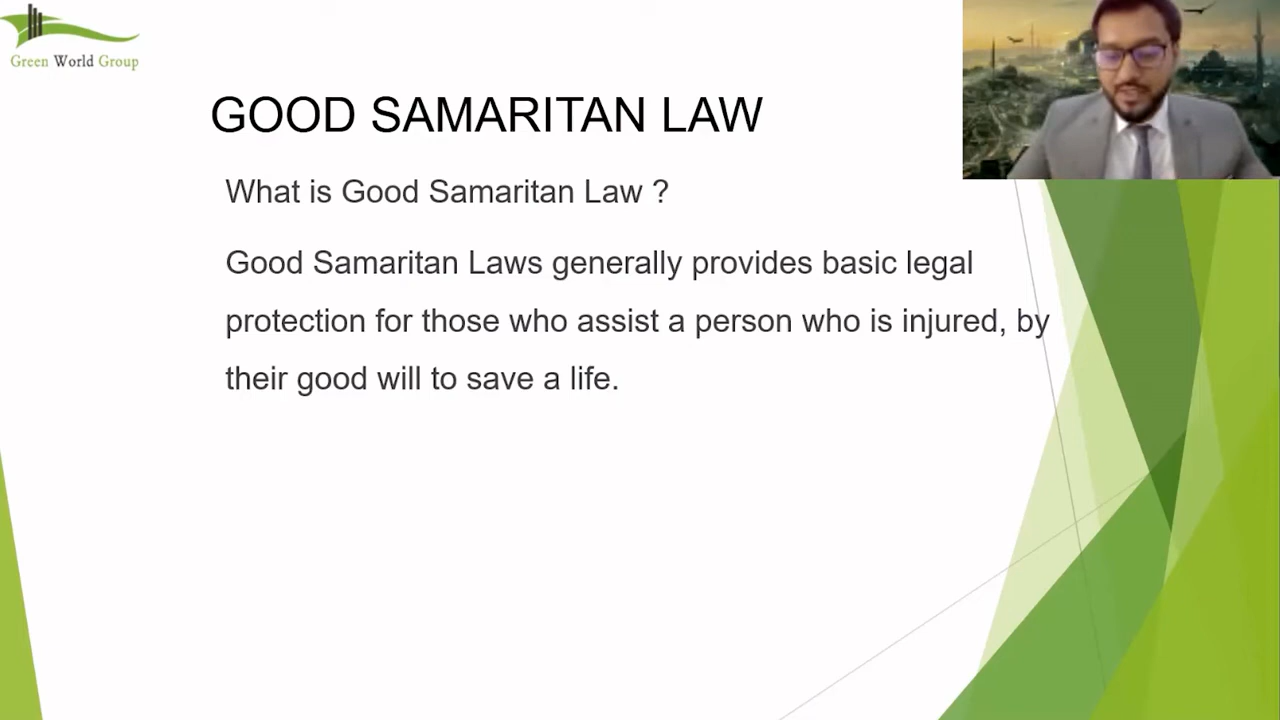 Green World Group
GOOD SAMARITAN LAW
What is Good Samaritan Law ?
Good Samaritan Laws generally provides basic legal
protection for those who assist a person who is injured, by
their good will to save a life.